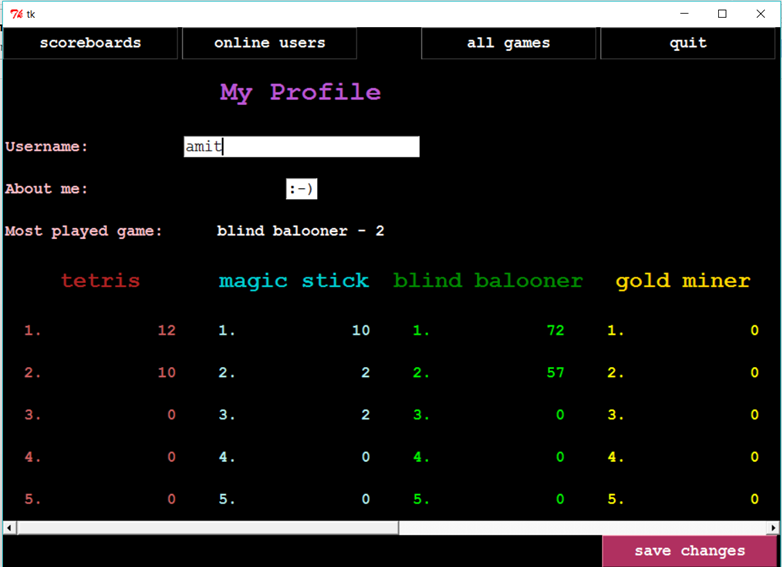 tk
scoreboards online users all games quit
My Profile
Username: amit
About me: :-)
Most played game: blind balooner - 2
tetris magic stick blind balooner gold miner
1. 12 1. 10 1. 72 1. 0
2. 10 2. 2 2. 57 2. 0
3. 0 3. 2 3. 0 3. 0
4. 0 4. 0 4. 0 4. 0
5. 0 5. 0 5. 0 5. 0
save changes